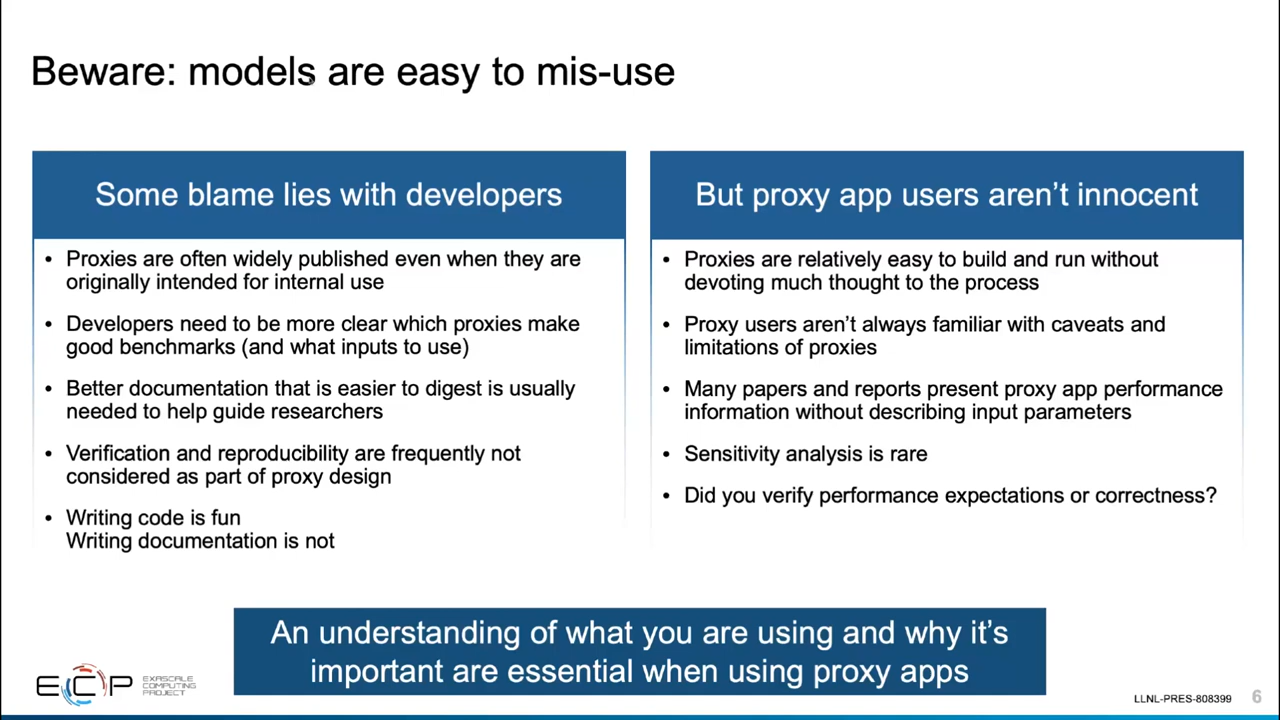 Beware: models are easy to mis-use
Some blame lies with developers
• Proxies are often widely published even when they are
originally intended for internal use
• Developers need to be more clear which proxies make
good benchmarks (and what inputs to use)
• Better documentation that is easier to digest is usually
needed to help guide researchers
• Verification and reproducibility are frequently not
considered as part of proxy design
• Writing code is fun
Writing documentation is not
But proxy app users aren’t innocent
• Proxies are relatively easy to build and run without
devoting much thought to the process
• Proxy users aren’t always familiar with caveats and
limitations of proxies
• Many papers and reports present proxy app performance
information without describing input parameters
• Sensitivity analysis is rare
• Did you verify performance expectations or correctness?
An understanding of what you are using and why it’s
important are essential when using proxy apps
ECP
EXASCALE
COMPUTING
PROJECT
LLNL-PRES-808399
6